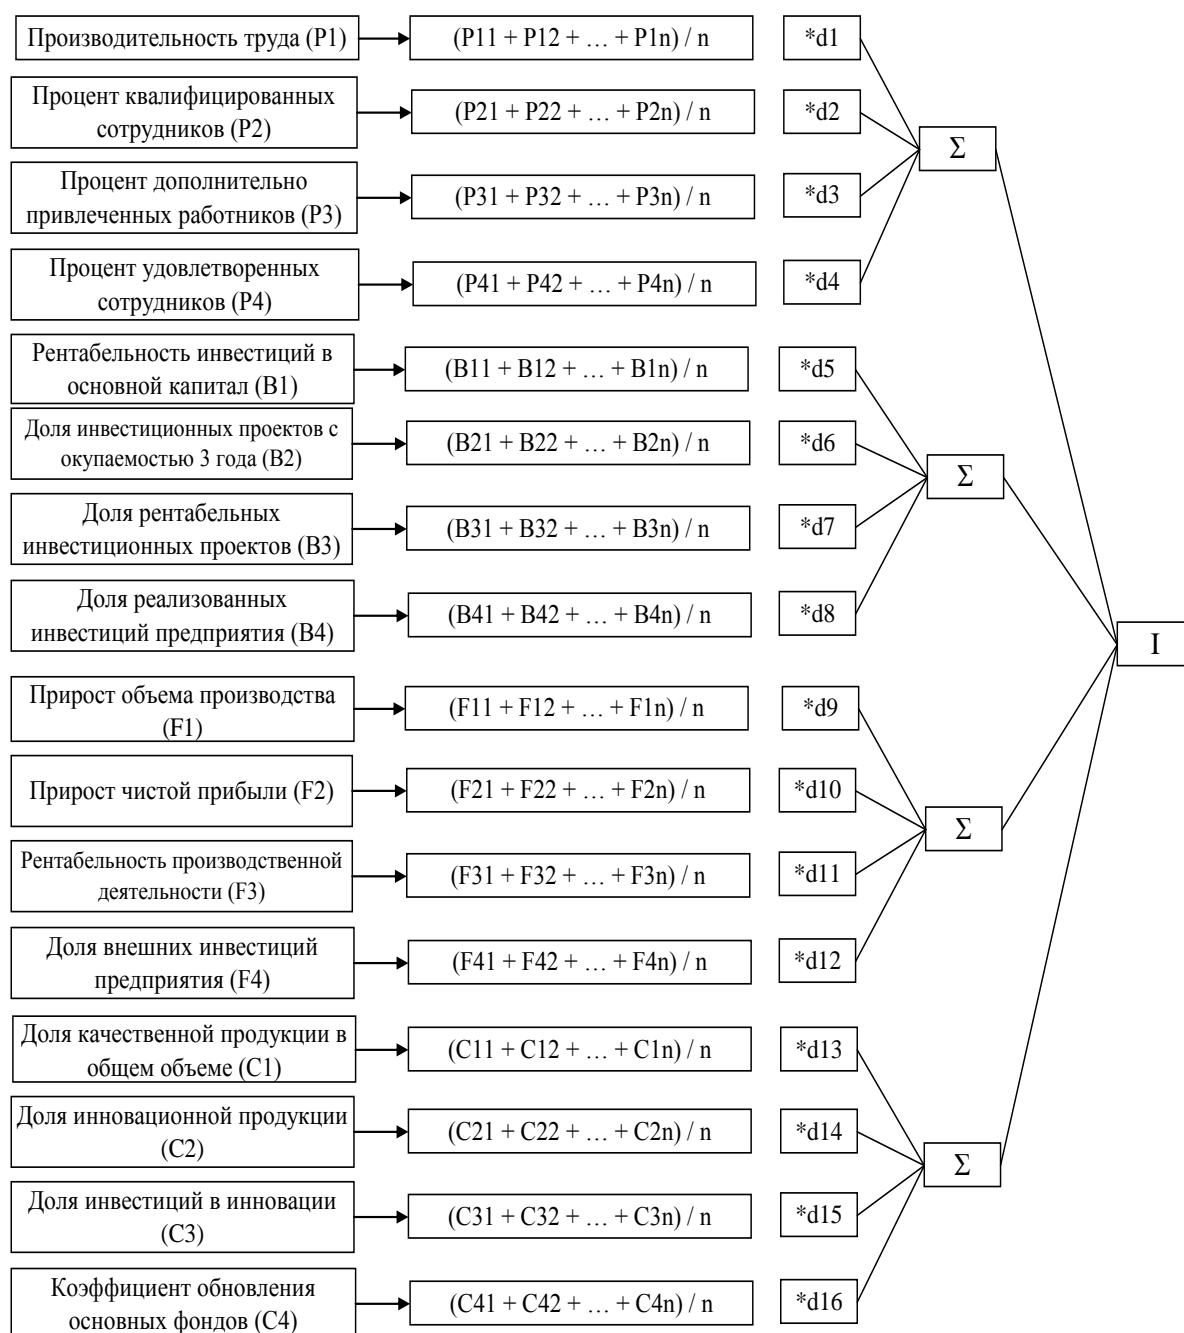 Производительность труда (P1)
(P11 + P12 + … + P1n) / n
*d1
Процент квалифицированных
сотрудников (P2)
(P21 + P22 + … + P2n) / n
*d2
Σ
Процент дополнительно
привлеченных работников (P3)
(P31 + P32 + … + P3n) / n
*d3
Процент удовлетворенных
сотрудников (P4)
(P41 + P42 + … + P4n) / n
*d4
Рентабельность инвестиций в
основной капитал (B1)
(B11 + B12 + … + B1n) / n
*d5
Доля инвестиционных проектов с
окупаемостью 3 года (B2)
(B21 + B22 + … + B2n) / n
*d6
Σ
Доля рентабельных
инвестиционных проектов (B3)
(B31 + B32 + … + B3n) / n
*d7
Доля реализованных
инвестиций предприятия (B4)
(B41 + B42 + … + B4n) / n
*d8
I
Прирост объема производства
(F1)
(F11 + F12 + … + F1n) / n
*d9
Прирост чистой прибыли (F2)
(F21 + F22 + … + F2n) / n
*d10
Σ
Рентабельность производственной
деятельности (F3)
(F31 + F32 + … + F3n) / n
*d11
Доля внешних инвестиций
предприятия (F4)
(F41 + F42 + … + F4n) / n
*d12
Доля качественной продукции в
общем объеме (C1)
(C11 + C12 + … + C1n) / n
*d13
Доля инновационной продукции
(C2)
(C21 + C22 + … + C2n) / n
*d14
Σ
Доля инвестиций в инновации
(C3)
(C31 + C32 + … + C3n) / n
*d15
Коэффициент обновления
основных фондов (C4)
(C41 + C42 + … + C4n) / n
*d16